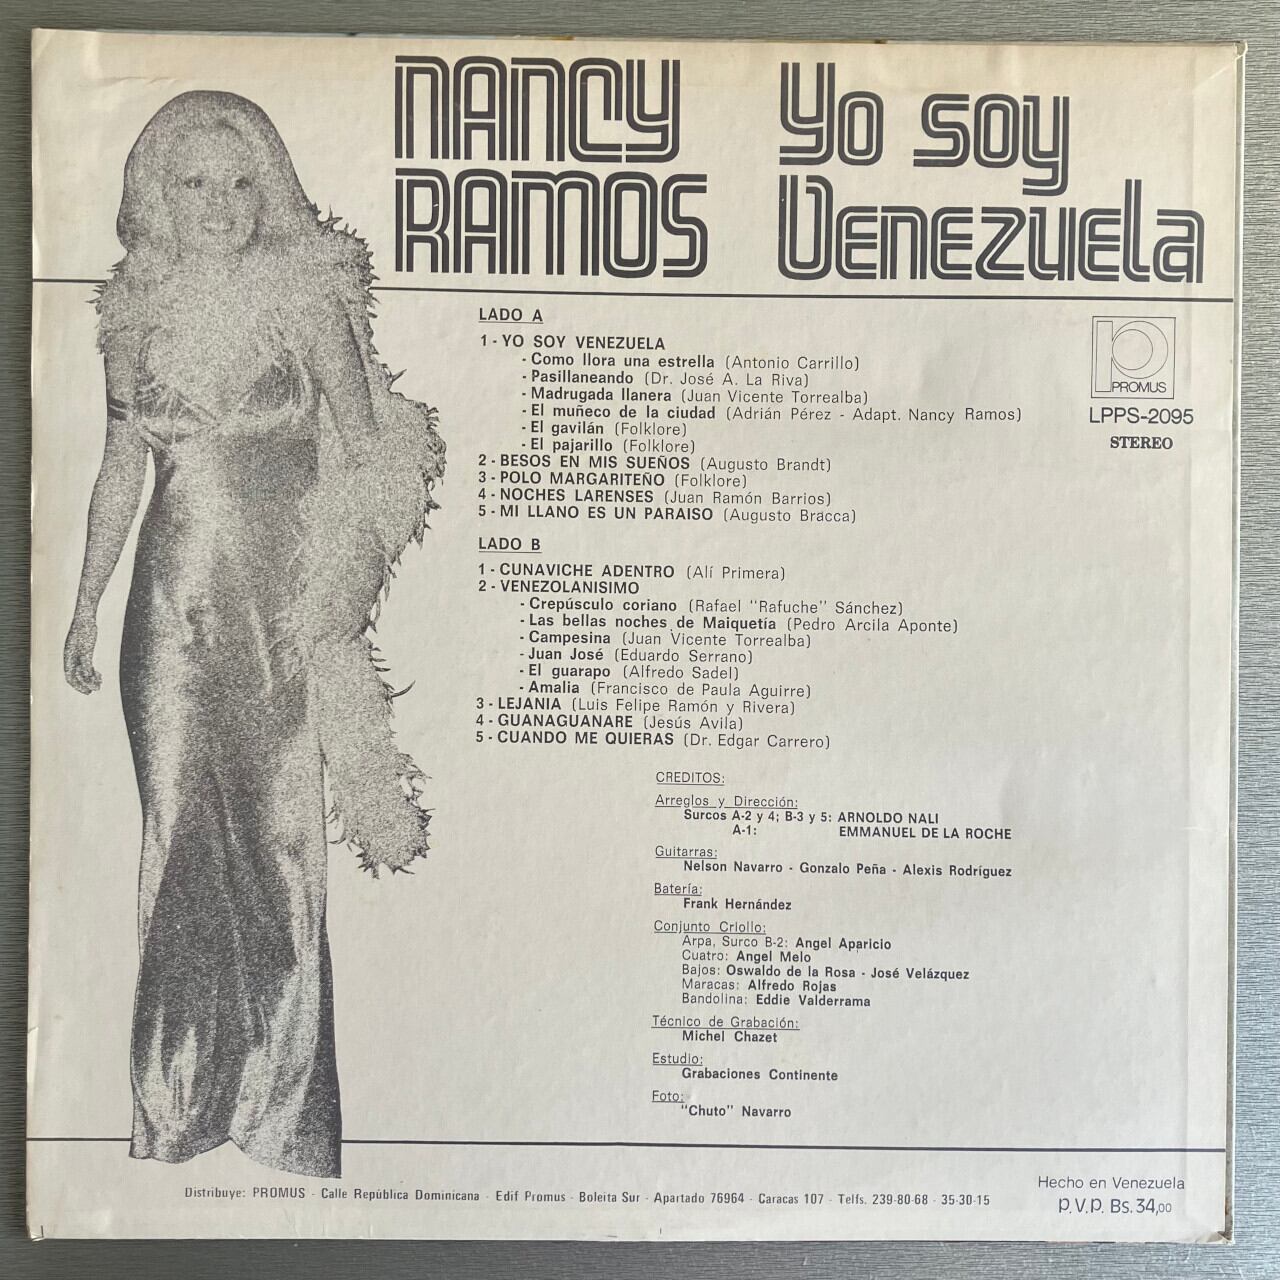 NANCY
RAMOS
Yo soy
Venezuela
LADO A
1 - YO SOY VENEZUELA
- Como llora una estrella (Antonio Carrillo)
- Pasillaneando (Dr. José A. La Riva)
- Madrugada llanera (Juan Vicente Torrealba)
- El muñeco de la ciudad (Adrián Pérez - Adapt. Nancy Ramos)
- El gavilán (Folklore)
- El pajarillo (Folklore)
2 - BESOS EN MIS SUEÑOS (Augusto Brandt)
3 - POLO MARGARITEÑO (Folklore)
4 - NOCHES LARENSES (Juan Ramón Barrios)
5 - MI LLANO ES UN PARAISO (Augusto Bracca)
PROMUS
LPPS-2095
STEREO
LADO B
1 - CUNAVICHE ADENTRO (Alí Primera)
2 - VENEZOLANISIMO
- Crepúsculo coriano (Rafael "Rafuche" Sánchez)
- Las bellas noches de Maiquetía (Pedro Arcila Aponte)
- Campesina (Juan Vicente Torrealba)
- Juan José (Eduardo Serrano)
- El guarapo (Alfredo Sadel)
- Amalia (Francisco de Paula Aguirre)
3 - LEJANIA (Luis Felipe Ramón y Rivera)
4 - GUANAGUANARE (Jesús Avila)
5 - CUANDO ME QUIERAS (Dr. Edgar Carrero)
CREDITOS:
Arreglos y Dirección:
Surcos A-2 y 4; B-3 y 5: ARNOLDO NALI
A-1: EMMANUEL DE LA ROCHE
Guitarras:
Nelson Navarro - Gonzalo Peña - Alexis Rodríguez
Batería:
Frank Hernández
Conjunto Criollo:
Arpa, Surco B-2: Angel Aparicio
Cuatro: Angel Melo
Bajos: Oswaldo de la Rosa - José Velázquez
Maracas: Alfredo Rojas
Bandolina: Eddie Valderrama
Técnico de Grabación:
Michel Chazet
Estudio:
Grabaciones Continente
Foto:
"Chuto" Navarro
Distribuye: PROMUS - Calle República Dominicana - Edif Promus - Boleita Sur - Apartado 76964 - Caracas 107 - Telfs. 239-80-68 - 35-30-15
Hecho en Venezuela
P.V.P. Bs. 34,00